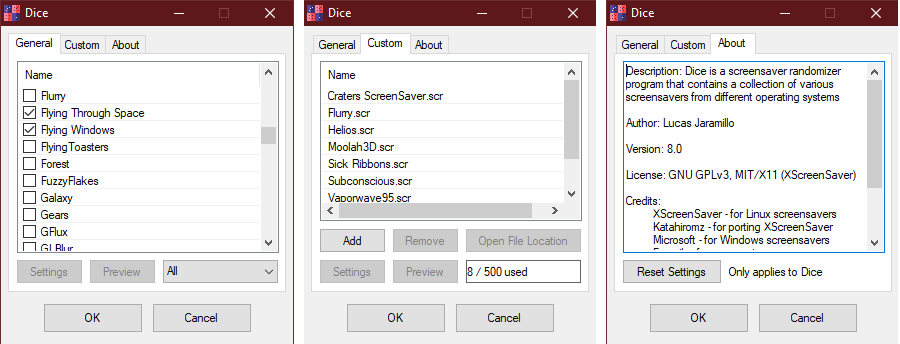 Dice
General Custom About
Name
Flurry
Flying Through Space
Flying Windows
FlyingToasters
Forest
FuzzyFlakes
Galaxy
Gears
GFlux
GLBlur
Settings Preview All
OK Cancel
Dice
General Custom About
Name
Craters ScreenSaver.scr
Flurry.scr
Helios.scr
Moolah3D.scr
Sick Ribbons.scr
Subconscious.scr
Vaporwave95.scr
Add Remove Open File Location
Settings Preview 8 / 500 used
OK Cancel
Dice
General Custom About
Description: Dice is a screensaver randomizer
program that contains a collection of various
screensavers from different operating systems
Author: Lucas Jaramillo
Version: 8.0
License: GNU GPLv3, MIT/X11 (XScreenSaver)
Credits:
XScreenSaver - for Linux screensavers
Katahiromz - for porting XScreenSaver
Microsoft - for Windows screensavers
Reset Settings Only applies to Dice
OK Cancel